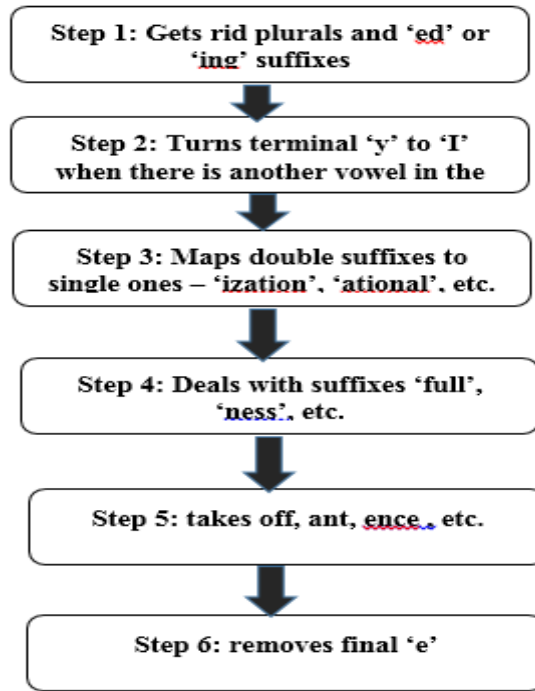 Step 1: Gets rid plurals and ‘ed’ or
‘ing’ suffixes
Step 2: Turns terminal ‘y’ to ‘I’
when there is another vowel in the
Step 3: Maps double suffixes to
single ones – ‘ization’, ‘ational’, etc.
Step 4: Deals with suffixes ‘full’,
‘ness’, etc.
Step 5: takes off, ant, ence , etc.
Step 6: removes final ‘e’